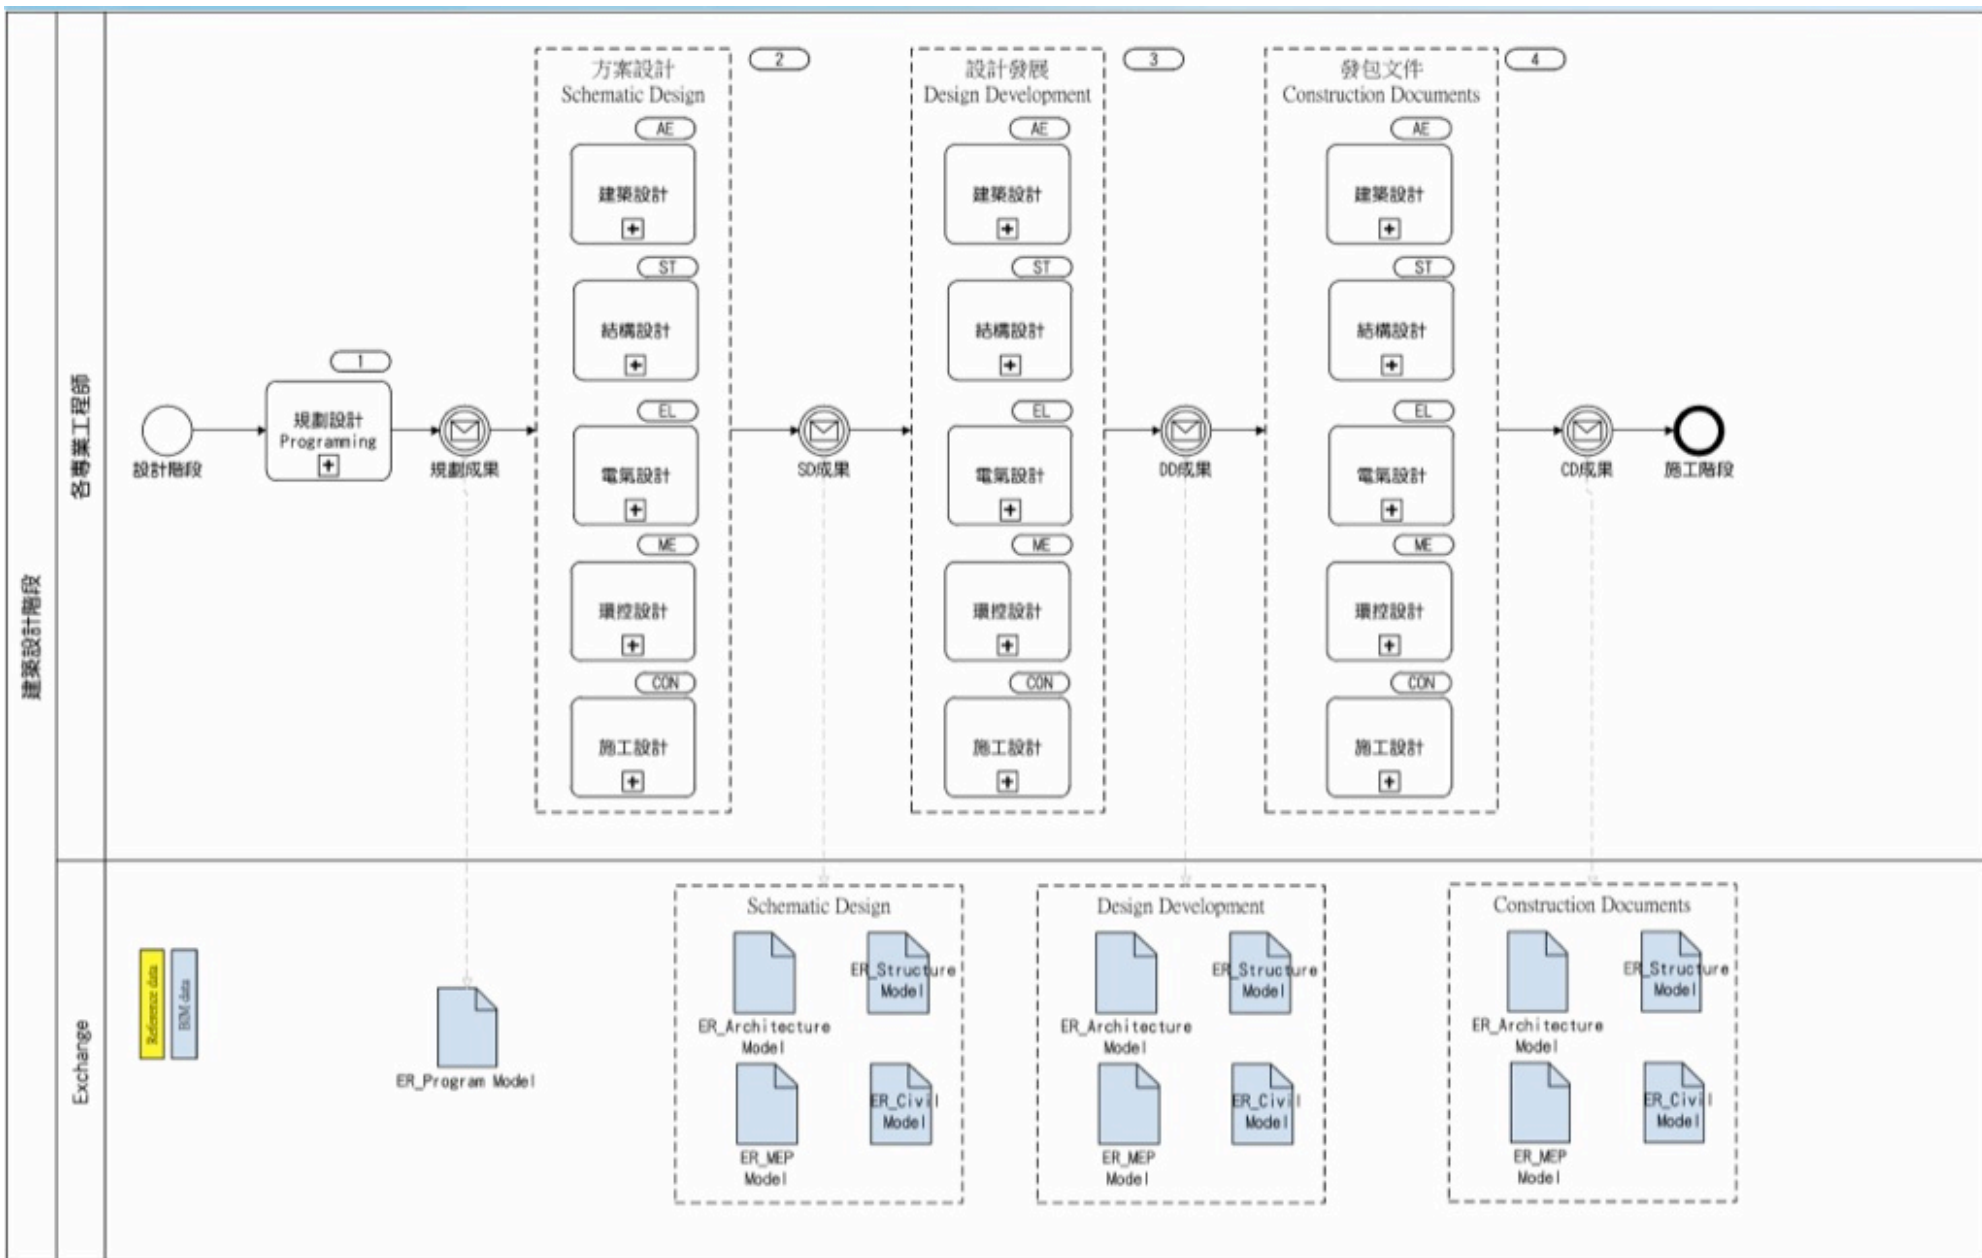 建築設計階段
各專業工程師
設計階段
1
規劃設計
Programming
規劃成果
方案設計
Schematic Design
2
AE
建築設計
ST
結構設計
EL
電氣設計
ME
環控設計
CON
施工設計
SD成果
設計發展
Design Development
3
AE
建築設計
ST
結構設計
EL
電氣設計
ME
環控設計
CON
施工設計
DD成果
發包文件
Construction Documents
4
AE
建築設計
ST
結構設計
EL
電氣設計
ME
環控設計
CON
施工設計
CD成果
施工階段
Exchange
Reference data
BIM data
ER_Program Model
Schematic Design
ER_Architecture
Model
ER_Structure
Model
ER_MEP
Model
ER_Civil
Model
Design Development
ER_Architecture
Model
ER_Structure
Model
ER_MEP
Model
ER_Civil
Model
Construction Documents
ER_Architecture
Model
ER_Structure
Model
ER_MEP
Model
ER_Civil
Model